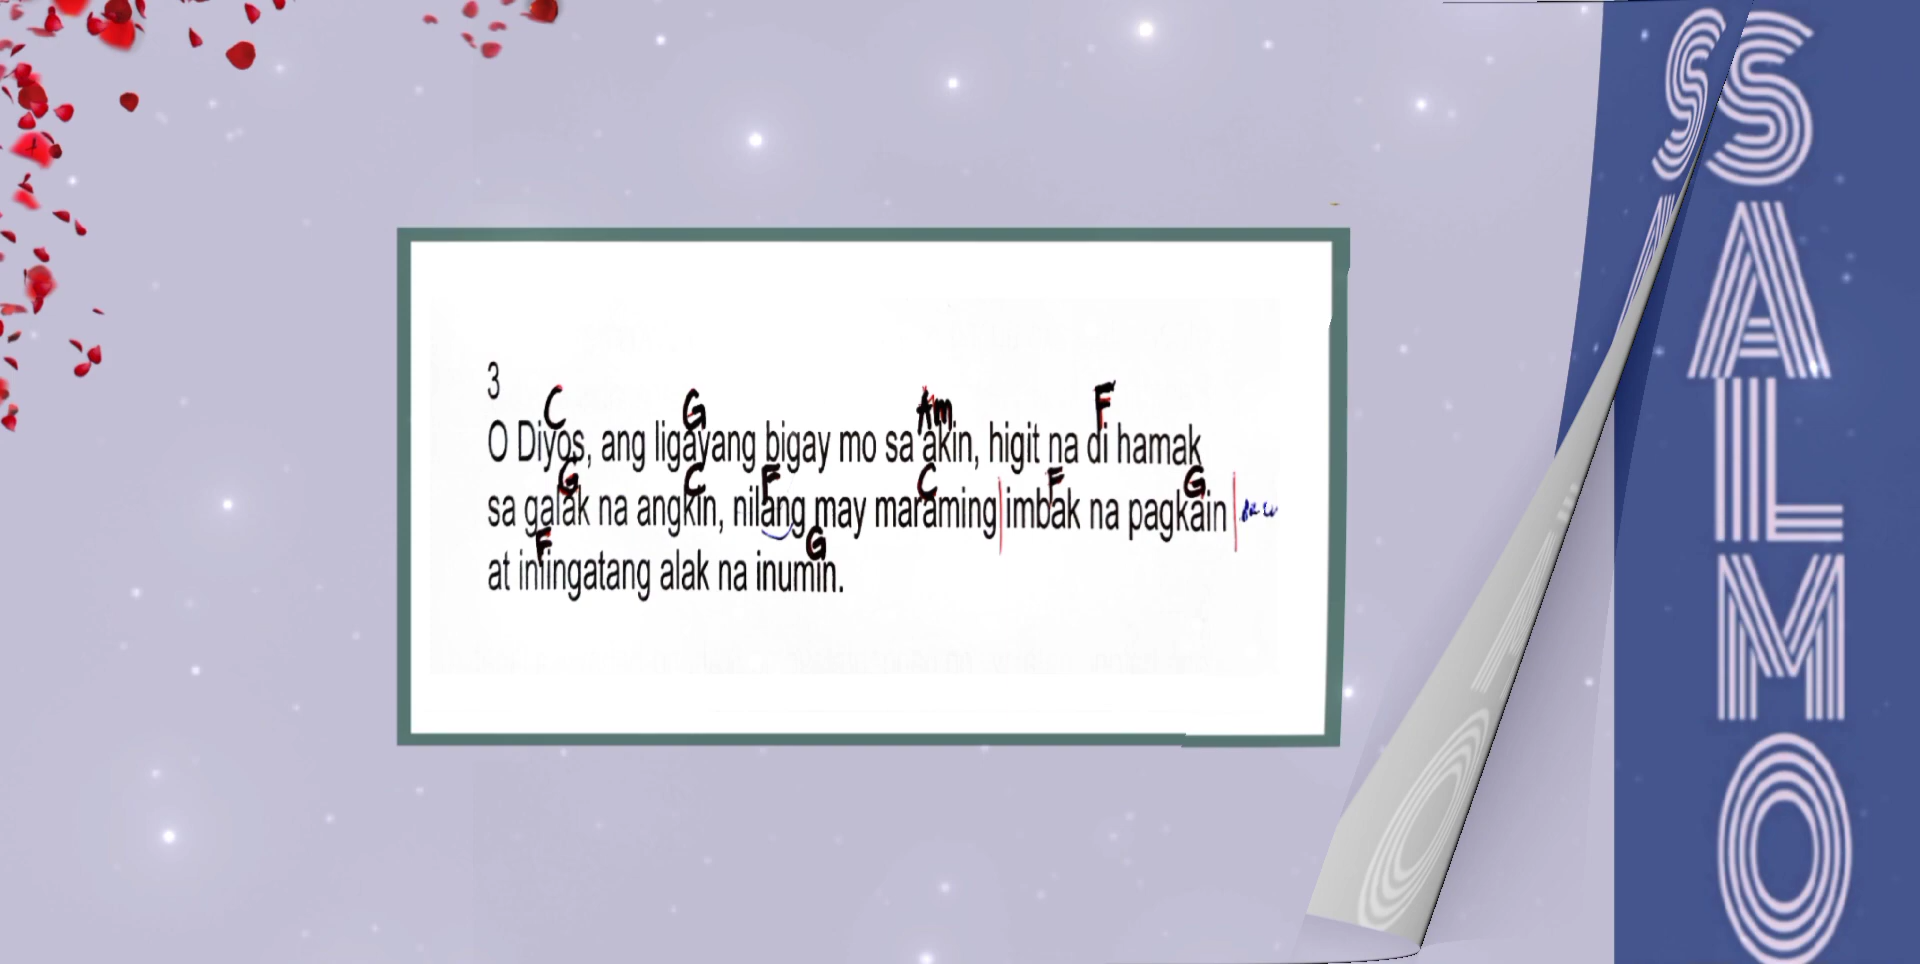 3
C G Am F
O Diyos, ang ligayang bigay mo sa akin, higit na di hamak
G C F C F G
sa galak na angkin, nilang may maraming imbak na pagkain
F G
at iniingatang alak na inumin.
SALMO